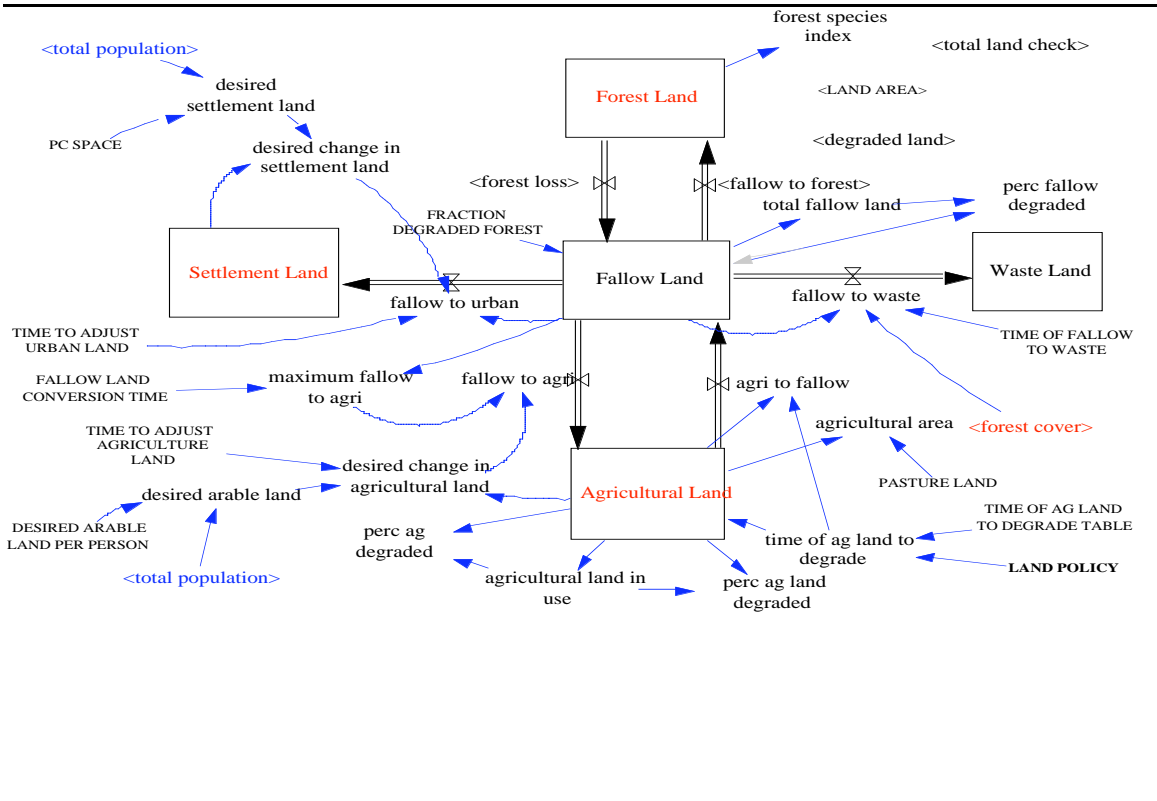 forest species
index
<total population>
<total land check>
desired
settlement land
Forest Land
<LAND AREA>
PC SPACE
desired change in
settlement land
<degraded land>
<forest loss>
<fallow to forest>
total fallow land
perc fallow
degraded
FRACTION
DEGRADED FOREST
Settlement Land
Fallow Land
Waste Land
fallow to urban
fallow to waste
TIME TO ADJUST
URBAN LAND
TIME OF FALLOW
TO WASTE
FALLOW LAND
CONVERSION TIME
maximum fallow
to agri
fallow to agri
agri to fallow
TIME TO ADJUST
AGRICULTURE
LAND
agricultural area
<forest cover>
desired change in
agricultural land
desired arable land
Agricultural Land
PASTURE LAND
DESIRED ARABLE
LAND PER PERSON
TIME OF AG LAND
TO DEGRADE TABLE
perc ag
degraded
time of ag land to
degrade
LAND POLICY
<total population>
agricultural land in
use
perc ag land
degraded